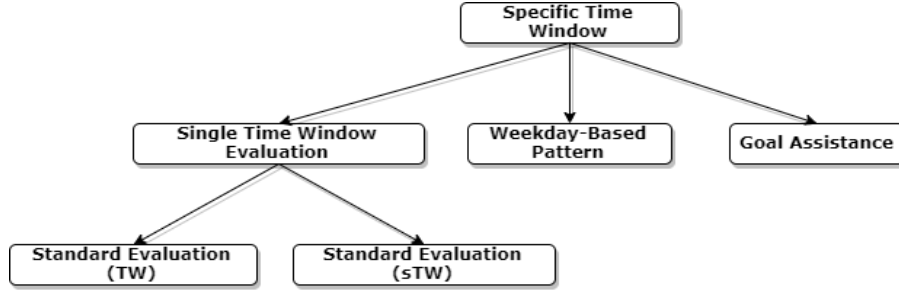 Specific Time
Window
Single Time Window
Evaluation
Weekday-Based
Pattern
Goal Assistance
Standard Evaluation
(TW)
Standard Evaluation
(sTW)